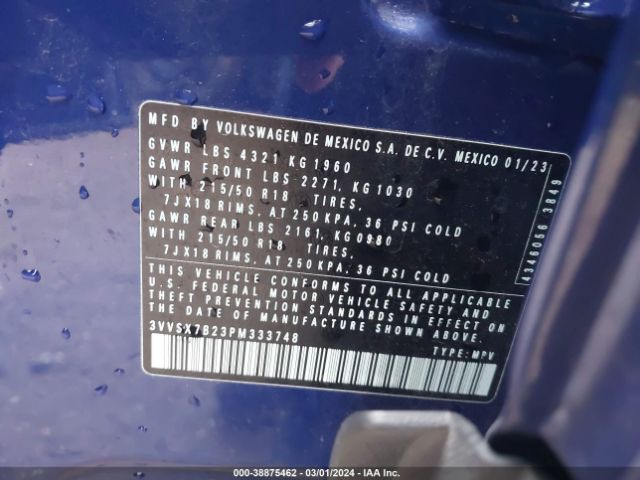 MFD BY VOLKSWAGEN DE MEXICO S.A. DE C.V. MEXICO 01/23
GVWR LBS 4321 KG 1960
GAWR FRONT LBS 2271, KG 1030
WITH 215/50 R18 TIRES,
7JX18 RIMS, AT 250 KPA, 36 PSI COLD
GAWR REAR LBS 2161, KG0980
WITH 215/50 R18 TIRES,
7JX18 RIMS, AT 250 KPA, 36 PSI COLD
THIS VEHICLE CONFORMS TO ALL APPLICABLE
U.S. FEDERAL MOTOR VEHICLE SAFETY AND
THEFT PREVENTION STANDARDS IN EFFECT ON
THE DATE OF MANUFACTURE SHOWN ABOVE
3VVSX7B23PM333748
TYPE: MPV
4346056 3849
000-38875462 - 03/01/2024 - IAA Inc.